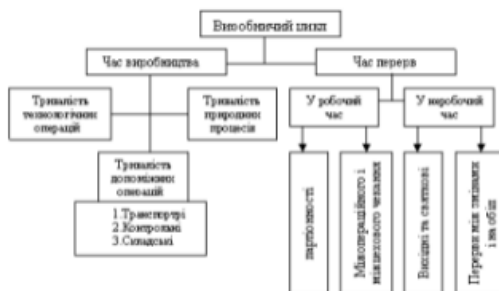 Виробничий цикл
Час виробництва
Час перерв
Тривалість
технологічних
операцій
Тривалість
природних
процесів
У робочий
час
У неробочий
час
Тривалість
допоміжних
операцій
1.Транспортрі
2.Контрольні
3.Складські
партіонності
Міжопераційного і
міжцехового чекання
Вихідні та святкові
Перерви між змінами
і на обід